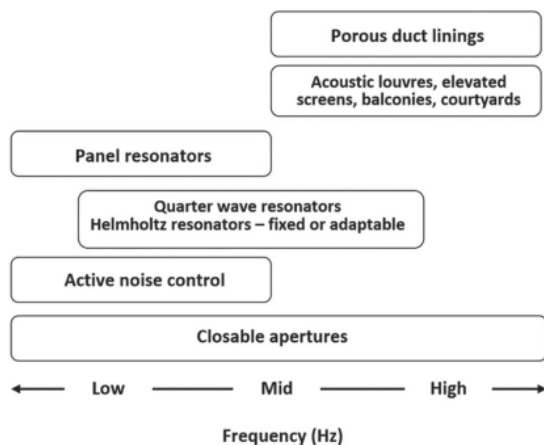 Porous duct linings
Acoustic louvres, elevated
screens, balconies, courtyards
Panel resonators
Quarter wave resonators
Helmholtz resonators – fixed or adaptable
Active noise control
Closable apertures
Low Mid High
Frequency (Hz)